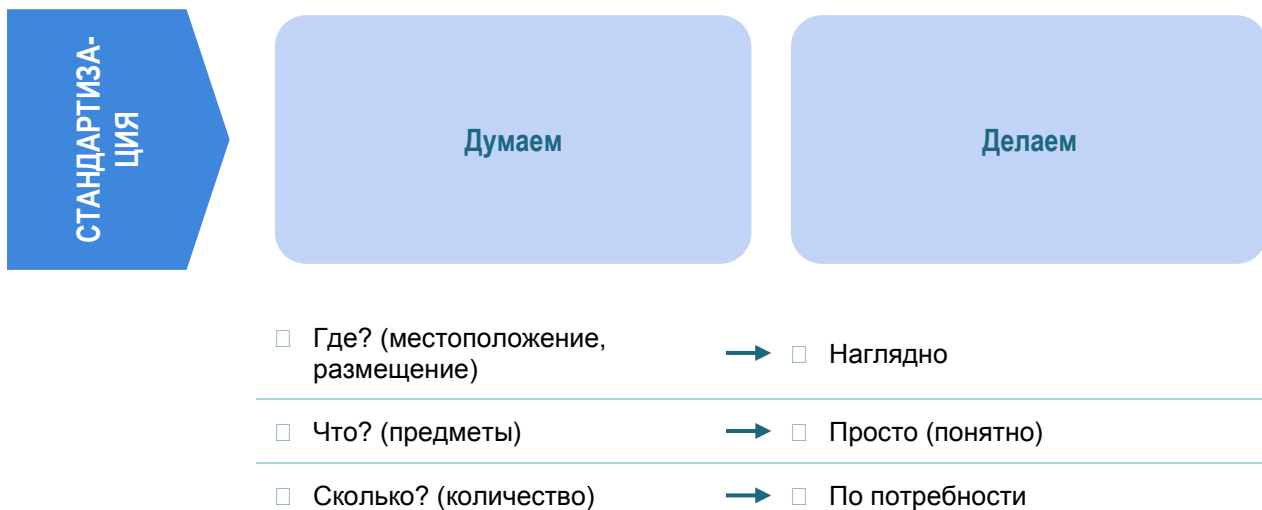 СТАНДАРТИЗА-
ЦИЯ
Думаем
Делаем
Где? (местоположение,
размещение)
Наглядно
Что? (предметы)
Просто (понятно)
Сколько? (количество)
По потребности